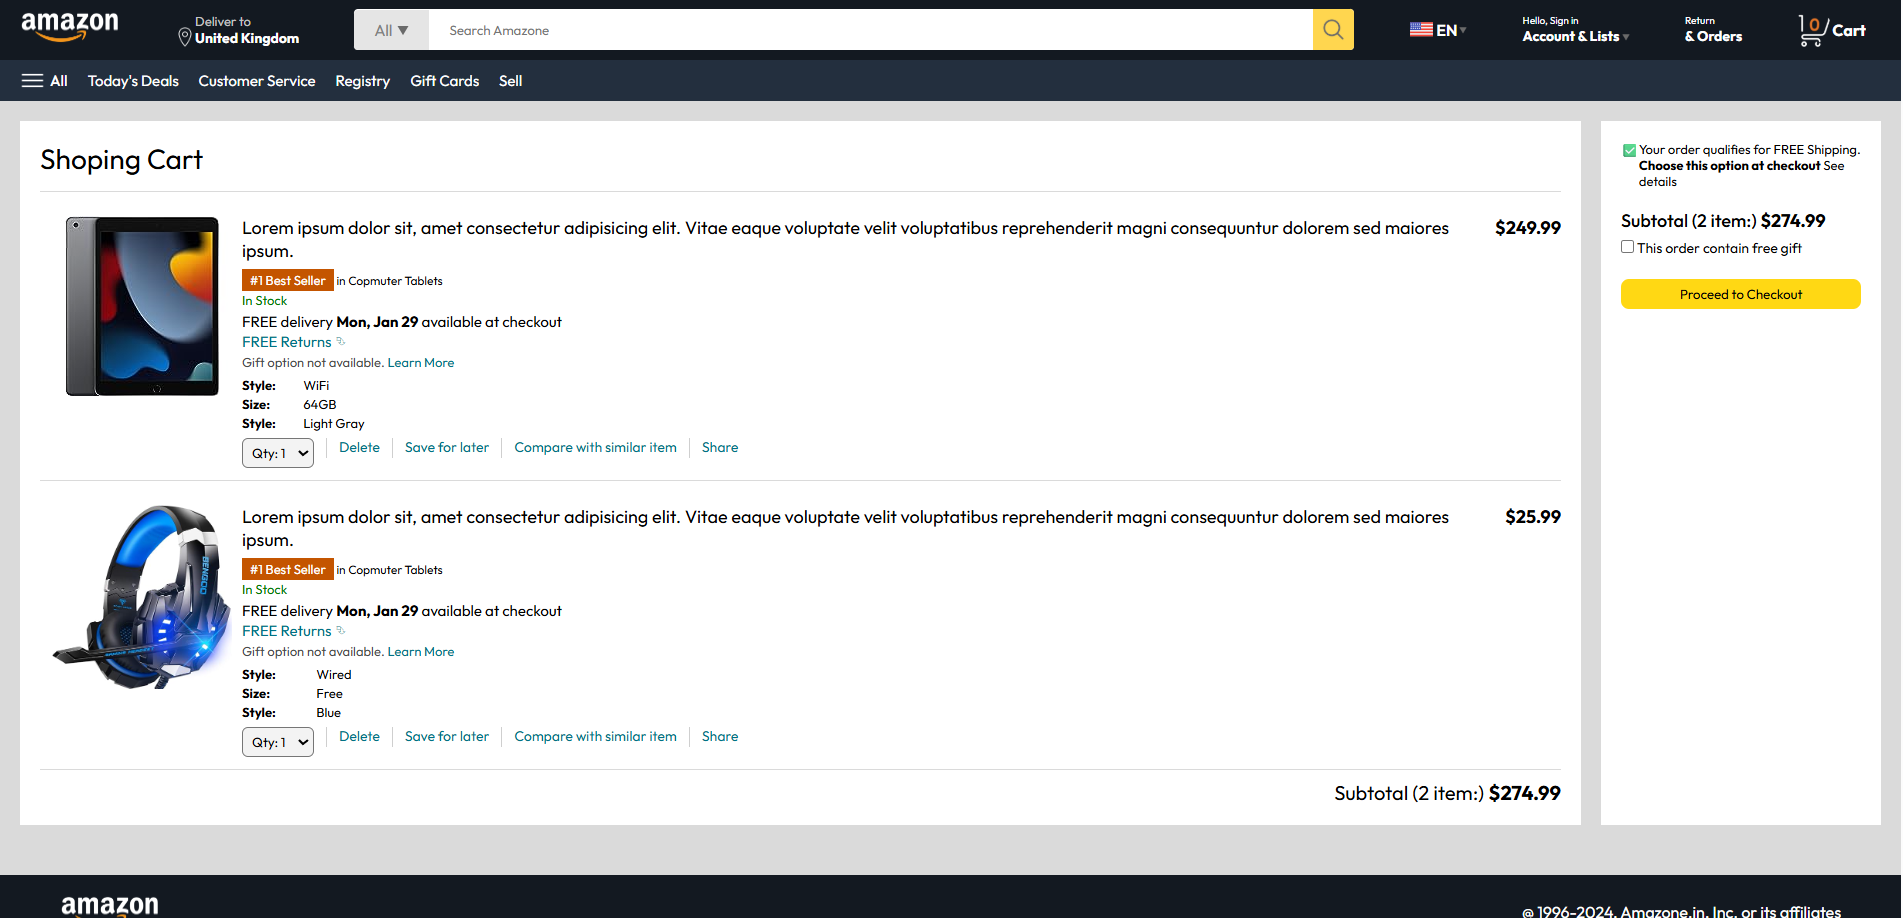 amazon
Deliver to
United Kingdom
All ▼
Search Amazone
EN ▾
Hello, Sign in
Account & Lists ▾
Return
& Orders
0
Cart
All
Today's Deals
Customer Service
Registry
Gift Cards
Sell
Shoping Cart
Lorem ipsum dolor sit, amet consectetur adipisicing elit. Vitae eaque voluptate velit voluptatibus reprehenderit magni consequuntur dolorem sed maiores
ipsum.
$249.99
#1 Best Seller in Copmuter Tablets
In Stock
FREE delivery Mon, Jan 29 available at checkout
FREE Returns
Gift option not available. Learn More
Style: WiFi
Size: 64GB
Style: Light Gray
Qty: 1
Delete
Save for later
Compare with similar item
Share
BENGOO
Lorem ipsum dolor sit, amet consectetur adipisicing elit. Vitae eaque voluptate velit voluptatibus reprehenderit magni consequuntur dolorem sed maiores
ipsum.
$25.99
#1 Best Seller in Copmuter Tablets
In Stock
FREE delivery Mon, Jan 29 available at checkout
FREE Returns
Gift option not available. Learn More
Style: Wired
Size: Free
Style: Blue
Qty: 1
Delete
Save for later
Compare with similar item
Share
Subtotal (2 item:) $274.99
Your order qualifies for FREE Shipping.
Choose this option at checkout See
details
Subtotal (2 item:) $274.99
This order contain free gift
Proceed to Checkout
amazon
@ 1996-2024, Amazone.in, Inc. or its affiliates